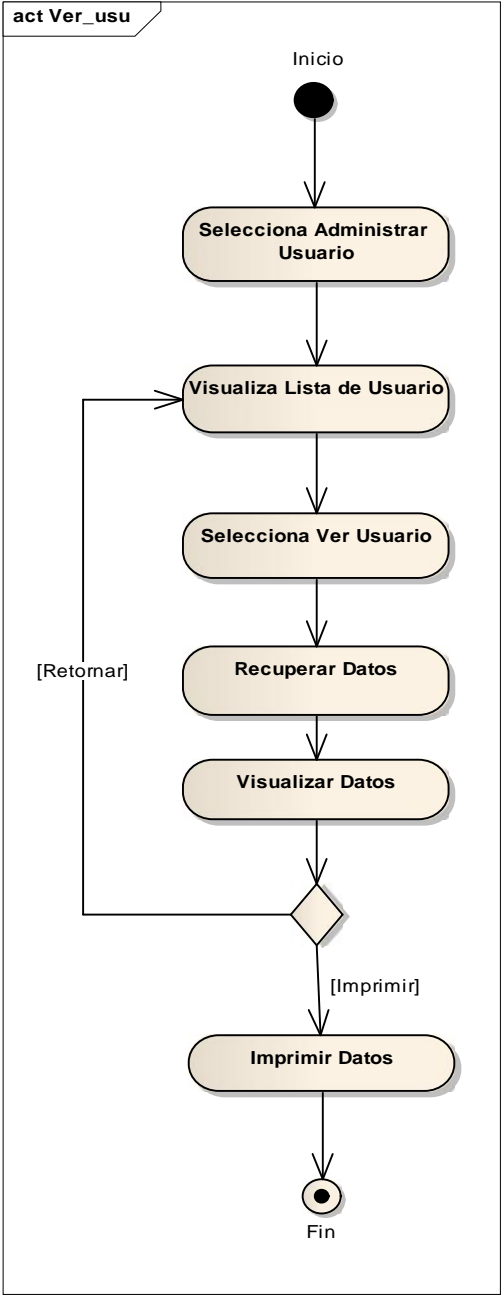 act Ver_usu
Inicio
Selecciona Administrar
Usuario
Visualiza Lista de Usuario
Selecciona Ver Usuario
Recuperar Datos
[Retornar]
Visualizar Datos
[Imprimir]
Imprimir Datos
Fin